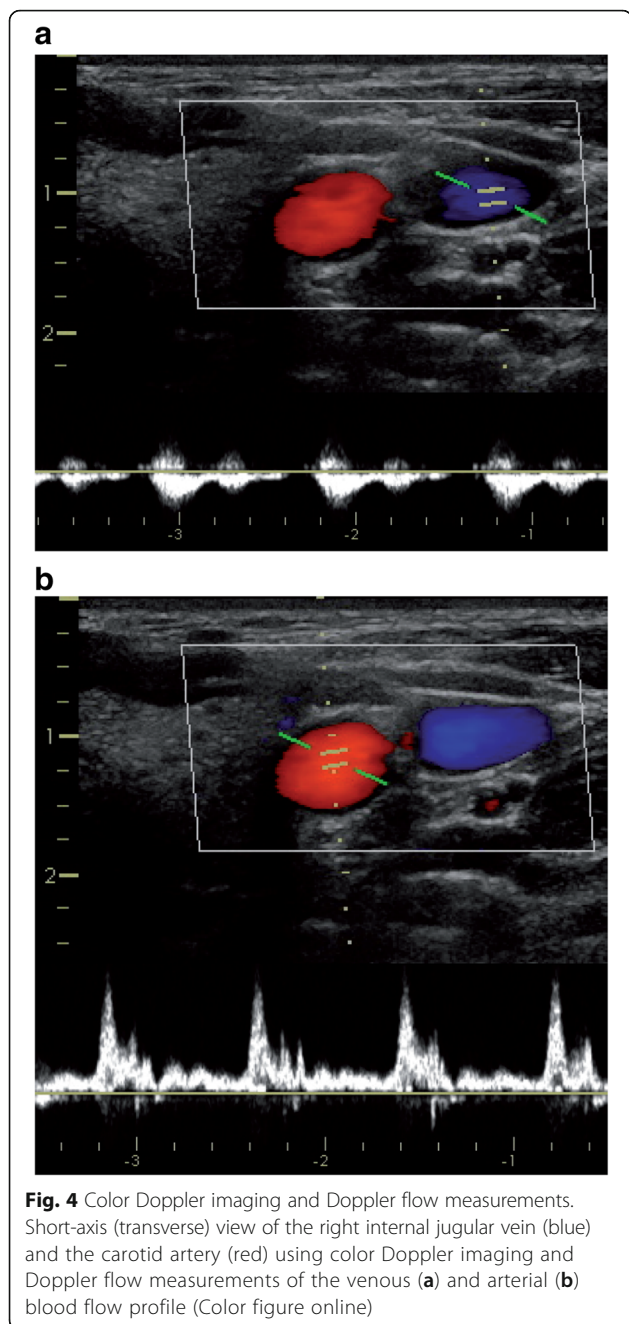 a
1
2
-3 -2 -1
b
1
2
-3 -2 -1
Fig. 4 Color Doppler imaging and Doppler flow measurements.
Short-axis (transverse) view of the right internal jugular vein (blue)
and the carotid artery (red) using color Doppler imaging and
Doppler flow measurements of the venous (a) and arterial (b)
blood flow profile (Color figure online)